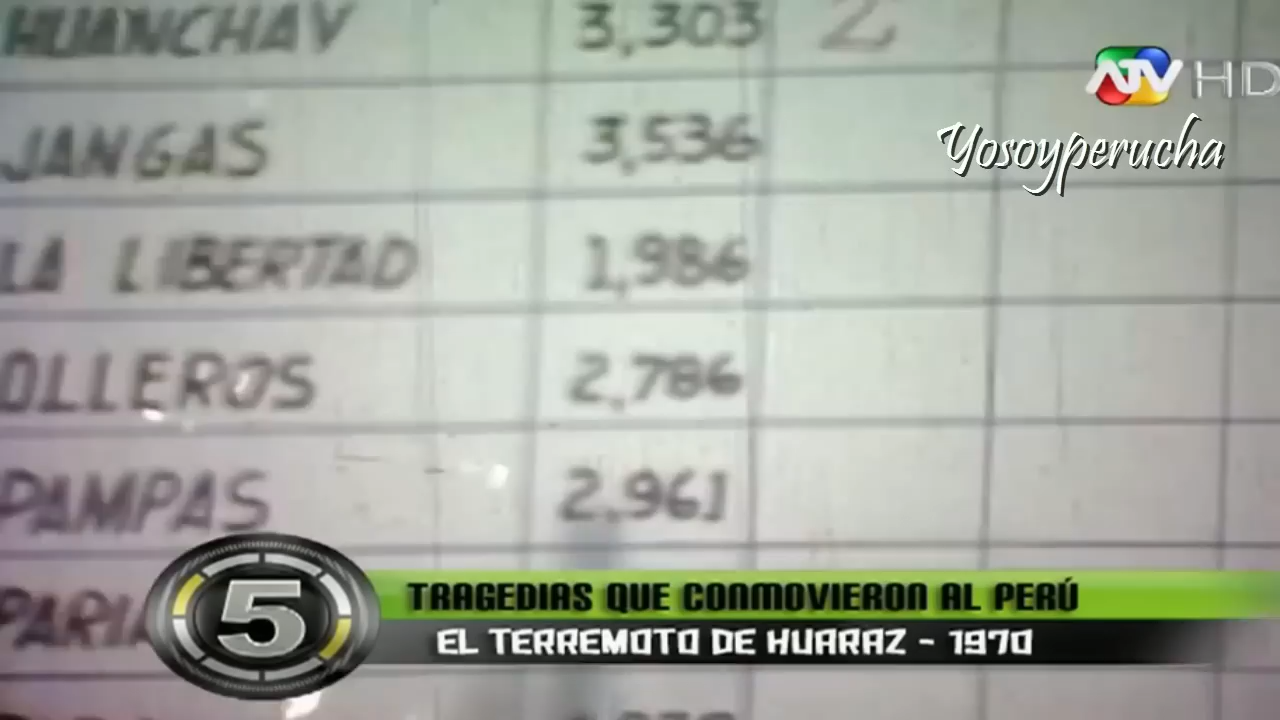 HUANCHAY 3,303 2
ATV HD
JANGAS 3,536
Yosoyperucha
LA LIBERTAD 1,986
OLLEROS 2,786
PAMPAS 2.961
5
TRAGEDIAS QUE CONMOVIERON AL PERÚ
EL TERREMOTO DE HUARAZ - 1970